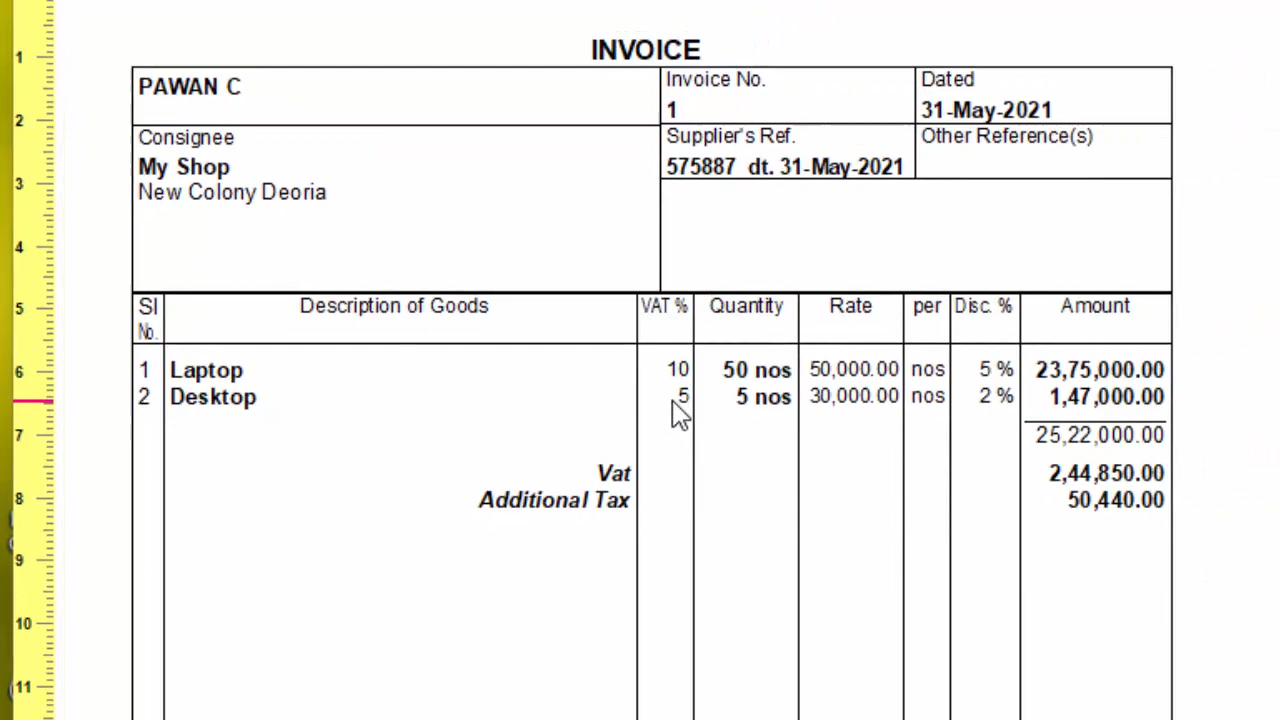 1
2
3
4
5
6
7
8
9
10
11
INVOICE
PAWAN C
Invoice No.
1
Dated
31-May-2021
Consignee
My Shop
New Colony Deoria
Supplier's Ref.
575887 dt. 31-May-2021
Other Reference(s)
Sl No. Description of Goods VAT % Quantity Rate per Disc. % Amount
1 Laptop 10 50 nos 50,000.00 nos 5 % 23,75,000.00
2 Desktop 5 5 nos 30,000.00 nos 2 % 1,47,000.00
25,22,000.00
Vat 2,44,850.00
Additional Tax 50,440.00